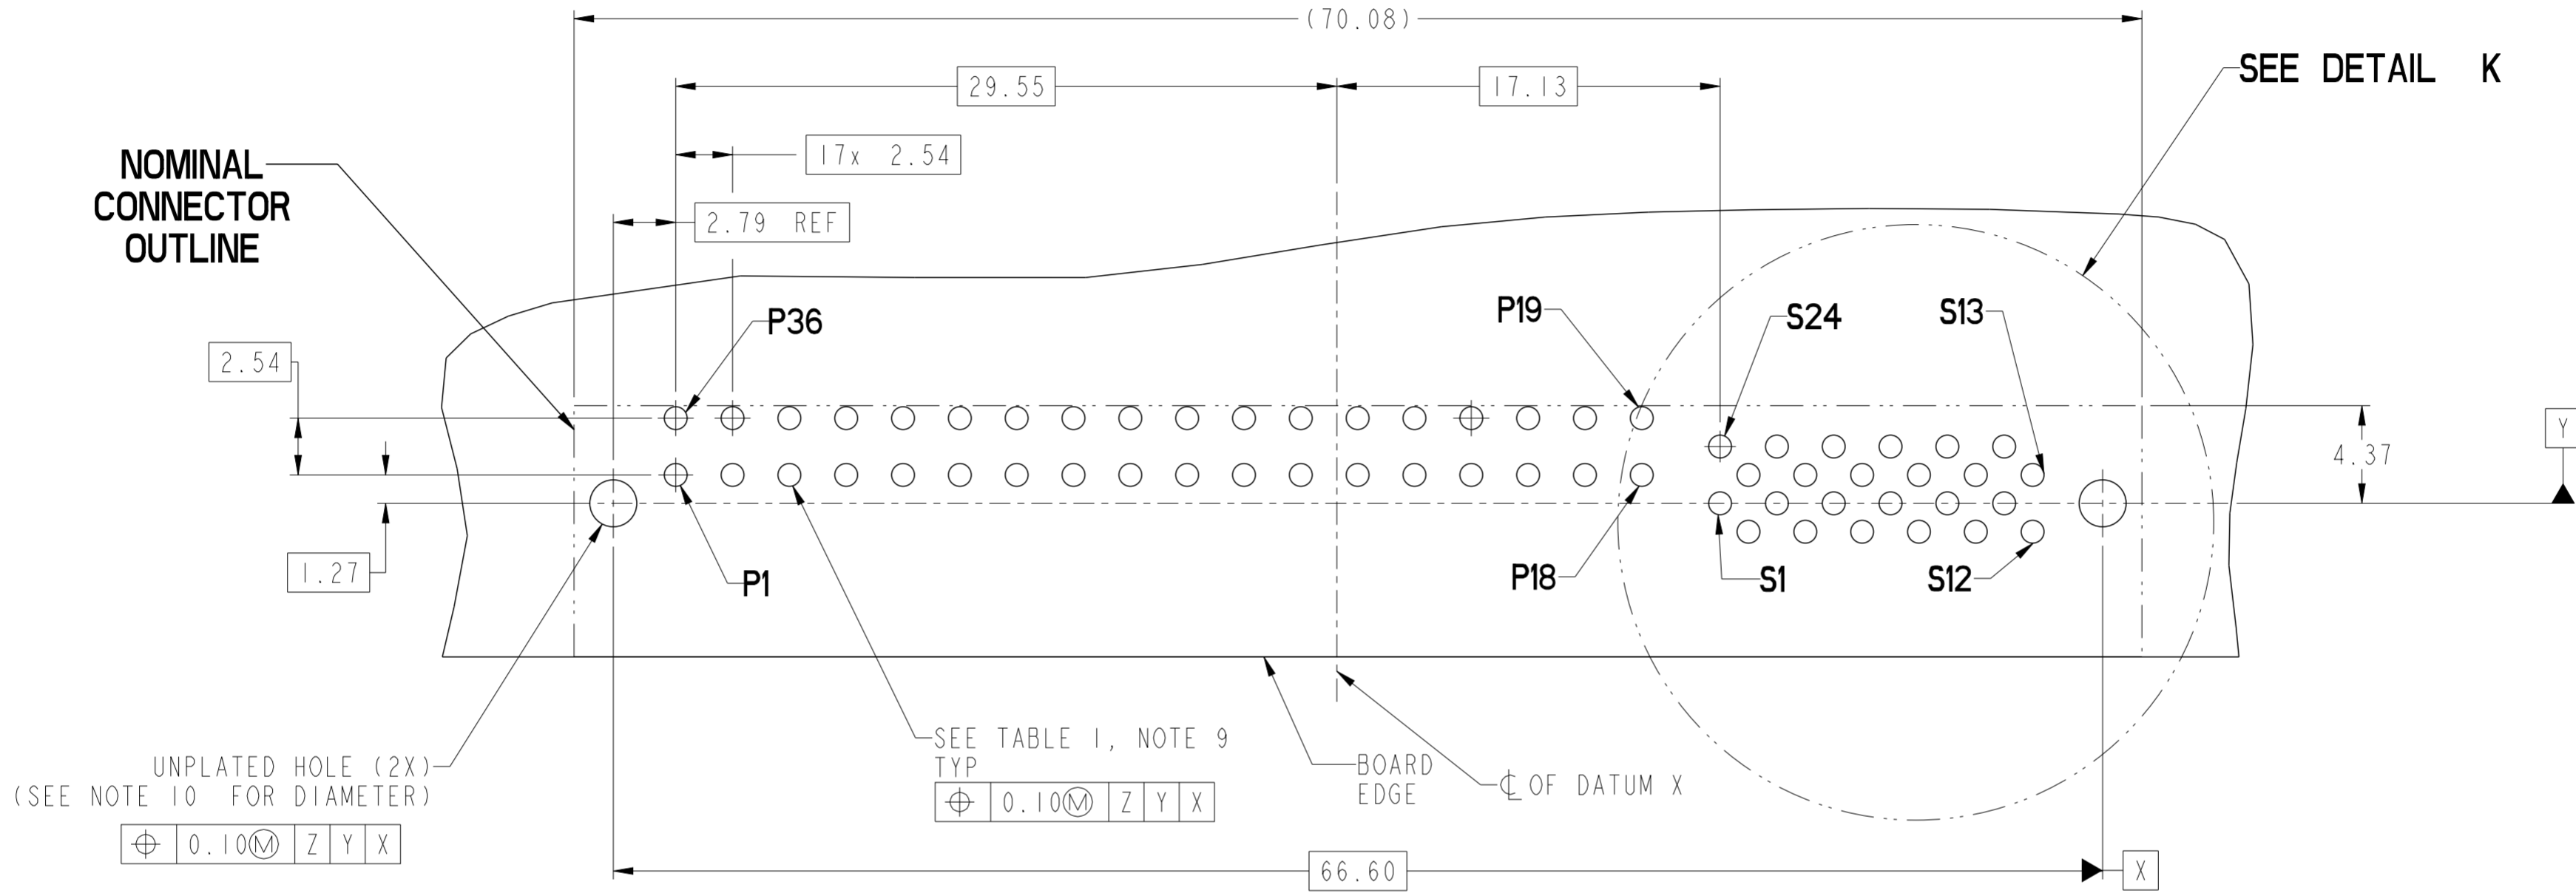 (70.08)
29.55
17.13
SEE DETAIL K
17x 2.54
NOMINAL
CONNECTOR
OUTLINE
2.79 REF
P36
P19
S24
S13
2.54
Y
4.37
1.27
P1
P18
S1
S12
UNPLATED HOLE (2X)
(SEE NOTE 10 FOR DIAMETER)
⌖ 0.10Ⓜ Z Y X
SEE TABLE 1, NOTE 9
TYP
⌖ 0.10Ⓜ Z Y X
BOARD
EDGE
℄ OF DATUM X
66.60
X